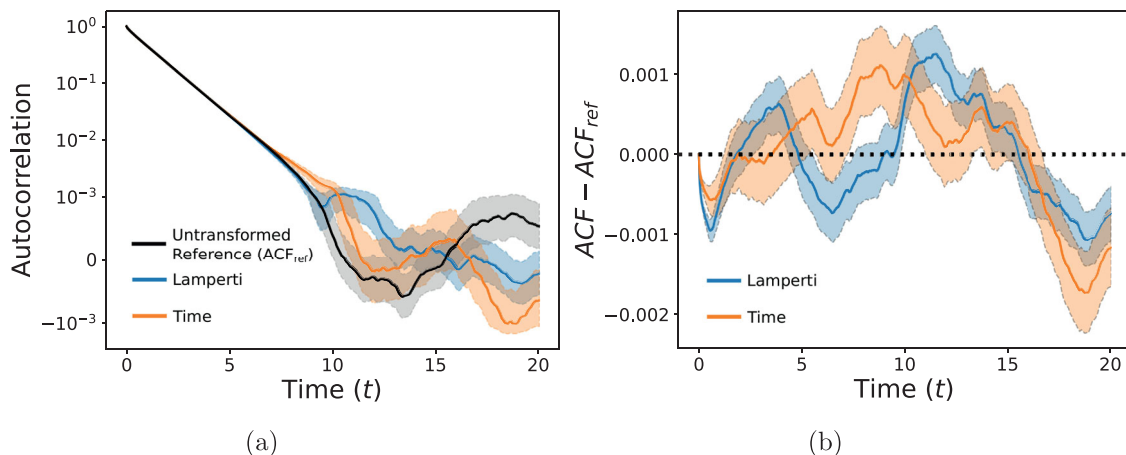 Autocorrelation
10^0
10^-1
10^-2
10^-3
0
−10^-3
Untransformed
Reference (ACF_ref)
Lamperti
Time
0 5 10 15 20
Time (t)
(a)
ACF − ACF_ref
0.001
0.000
−0.001
−0.002
Lamperti
Time
0 5 10 15 20
Time (t)
(b)